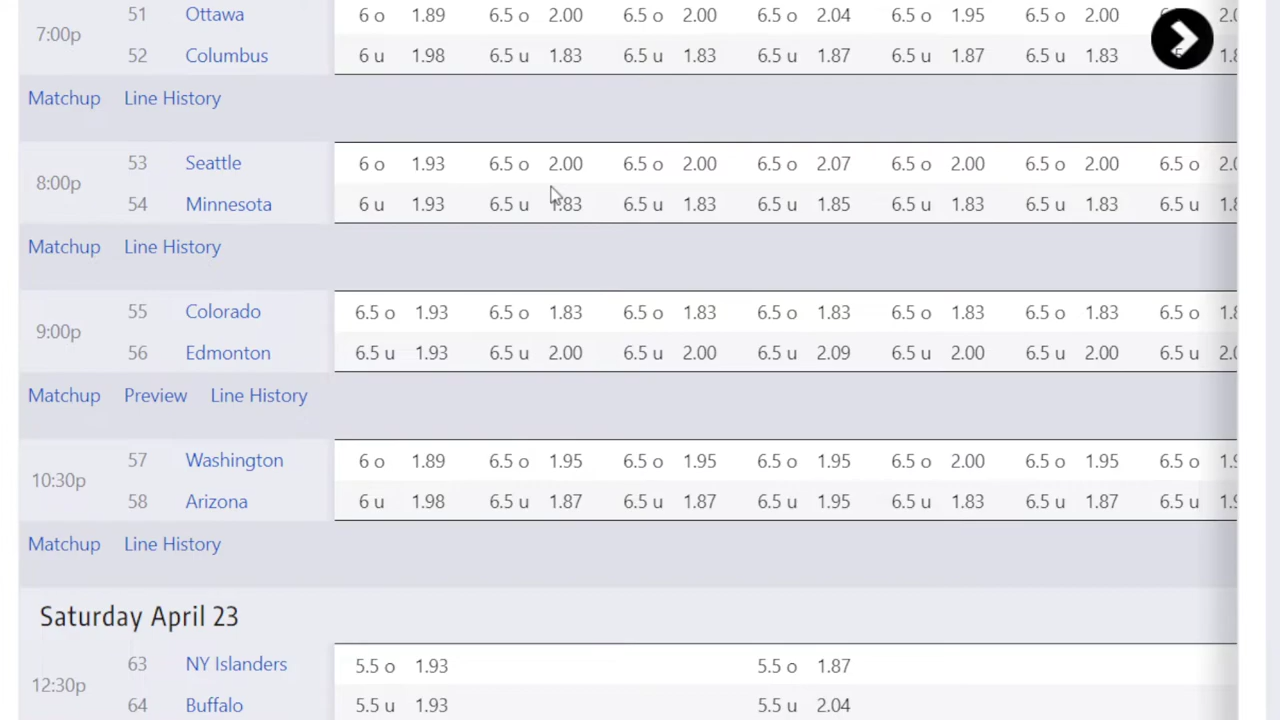 51 Ottawa 6 o 1.89 6.5 o 2.00 6.5 o 2.00 6.5 o 2.04 6.5 o 1.95 6.5 o 2.00
7:00p
52 Columbus 6 u 1.98 6.5 u 1.83 6.5 u 1.83 6.5 u 1.87 6.5 u 1.87 6.5 u 1.83 6.5 u
Matchup Line History
53 Seattle 6 o 1.93 6.5 o 2.00 6.5 o 2.00 6.5 o 2.07 6.5 o 2.00 6.5 o 2.00 6.5 o
8:00p
54 Minnesota 6 u 1.93 6.5 u 1.83 6.5 u 1.83 6.5 u 1.85 6.5 u 1.83 6.5 u 1.83 6.5 u
Matchup Line History
55 Colorado 6.5 o 1.93 6.5 o 1.83 6.5 o 1.83 6.5 o 1.83 6.5 o 1.83 6.5 o 1.83 6.5 o
9:00p
56 Edmonton 6.5 u 1.93 6.5 u 2.00 6.5 u 2.00 6.5 u 2.09 6.5 u 2.00 6.5 u 2.00 6.5 u
Matchup Preview Line History
57 Washington 6 o 1.89 6.5 o 1.95 6.5 o 1.95 6.5 o 1.95 6.5 o 2.00 6.5 o 1.95 6.5 o
10:30p
58 Arizona 6 u 1.98 6.5 u 1.87 6.5 u 1.87 6.5 u 1.95 6.5 u 1.83 6.5 u 1.87 6.5 u
Matchup Line History
Saturday April 23
63 NY Islanders 5.5 o 1.93 5.5 o 1.87
12:30p
64 Buffalo 5.5 u 1.93 5.5 u 2.04